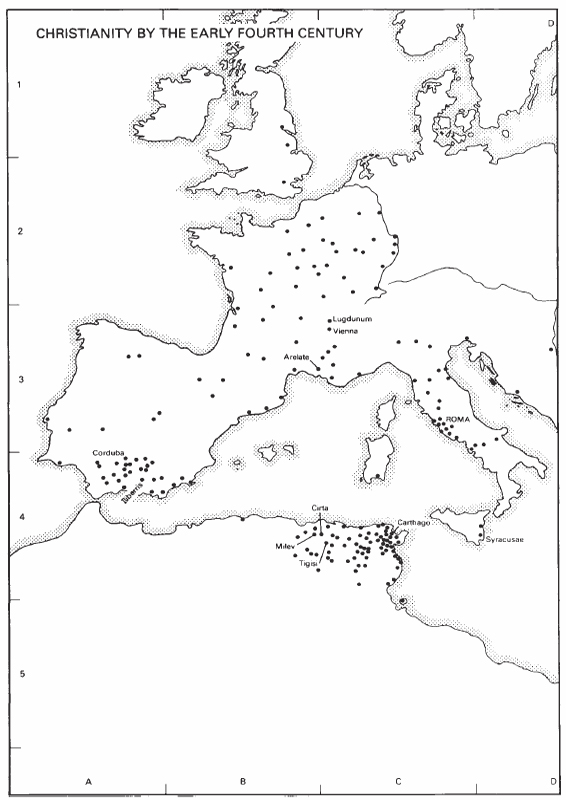 CHRISTIANITY BY THE EARLY FOURTH CENTURY
D
1
2
Lugdunum
Vienna
Arelate
3
ROMA
Corduba
Iliberris
4
Cirta
Carthago
Milev
Tigisi
Syracusae
5
A
B
C
D